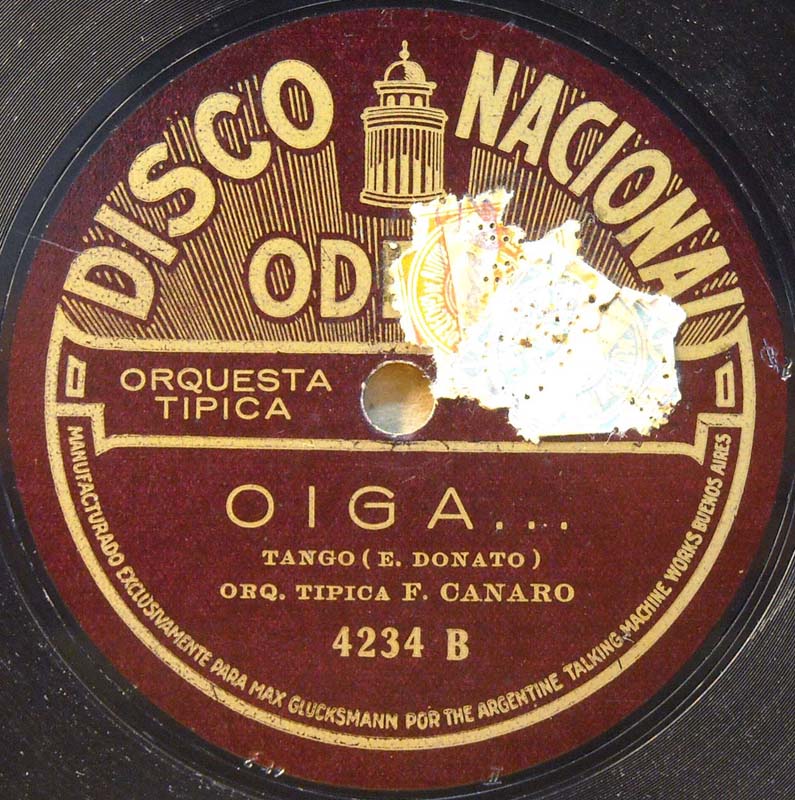 DISCO NACIONAL
ORQUESTA
TIPICA
OIGA...
TANGO ( E. DONATO )
ORQ. TIPICA F. CANARO
4234 B
MANUFACTURADO EXCLUSIVAMENTE PARA MAX GLUCKSMANN POR THE ARGENTINE TALKING MACHINE WORKS BUENOS AIRES